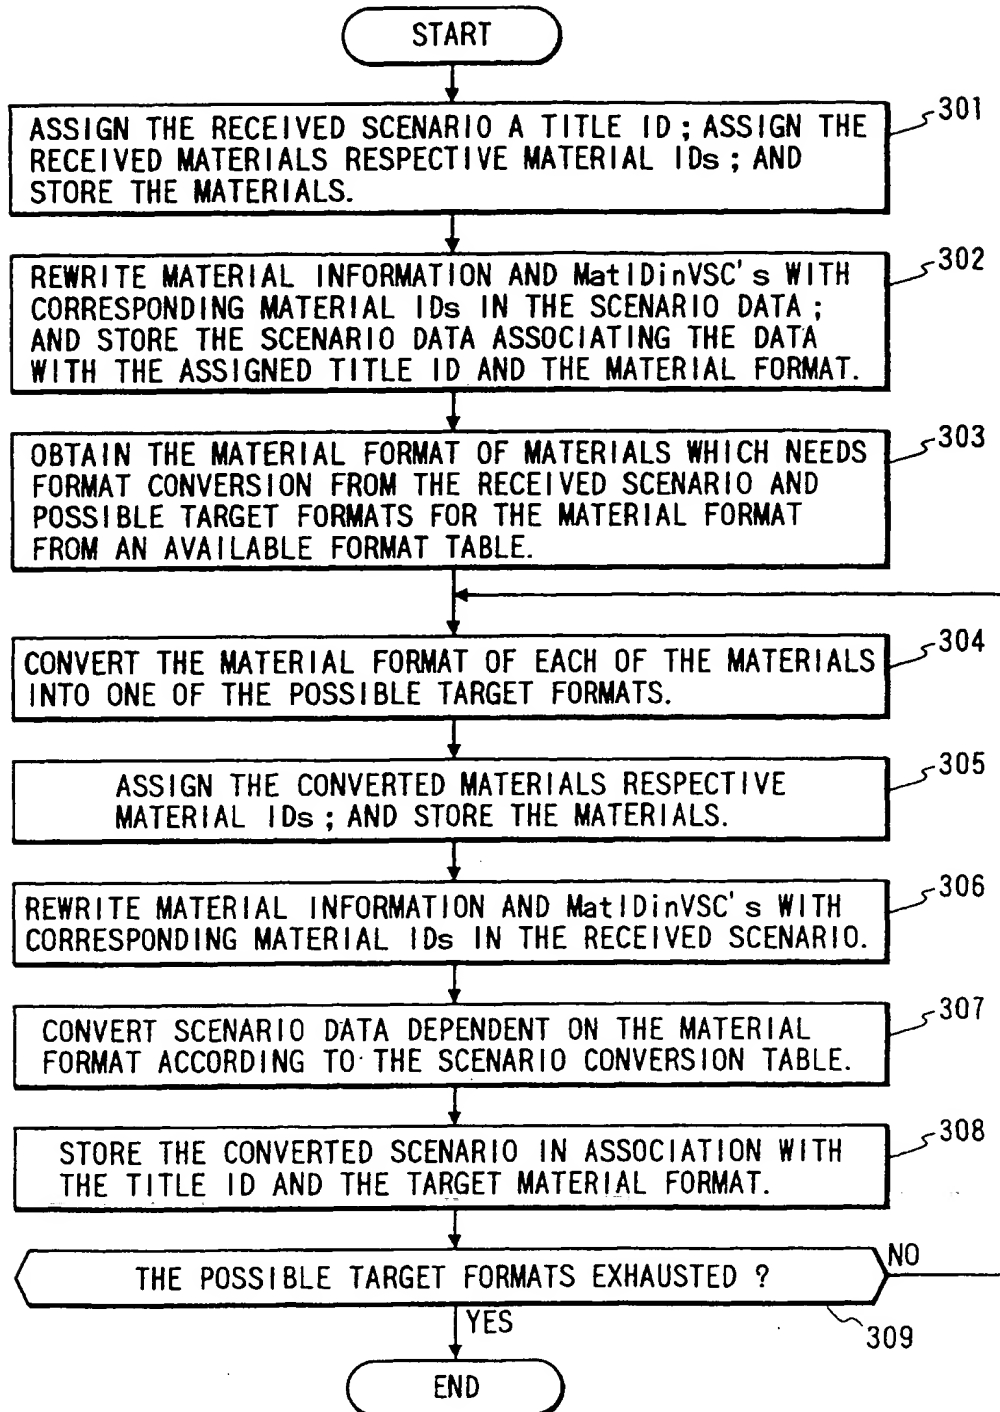 START
301
ASSIGN THE RECEIVED SCENARIO A TITLE ID; ASSIGN THE
RECEIVED MATERIALS RESPECTIVE MATERIAL IDs; AND
STORE THE MATERIALS.
302
REWRITE MATERIAL INFORMATION AND MatIDinVSC's WITH
CORRESPONDING MATERIAL IDs IN THE SCENARIO DATA;
AND STORE THE SCENARIO DATA ASSOCIATING THE DATA
WITH THE ASSIGNED TITLE ID AND THE MATERIAL FORMAT.
303
OBTAIN THE MATERIAL FORMAT OF MATERIALS WHICH NEEDS
FORMAT CONVERSION FROM THE RECEIVED SCENARIO AND
POSSIBLE TARGET FORMATS FOR THE MATERIAL FORMAT
FROM AN AVAILABLE FORMAT TABLE.
304
CONVERT THE MATERIAL FORMAT OF EACH OF THE MATERIALS
INTO ONE OF THE POSSIBLE TARGET FORMATS.
305
ASSIGN THE CONVERTED MATERIALS RESPECTIVE
MATERIAL IDs; AND STORE THE MATERIALS.
306
REWRITE MATERIAL INFORMATION AND MatIDinVSC's WITH
CORRESPONDING MATERIAL IDs IN THE RECEIVED SCENARIO.
307
CONVERT SCENARIO DATA DEPENDENT ON THE MATERIAL
FORMAT ACCORDING TO THE SCENARIO CONVERSION TABLE.
308
STORE THE CONVERTED SCENARIO IN ASSOCIATION WITH
THE TITLE ID AND THE TARGET MATERIAL FORMAT.
THE POSSIBLE TARGET FORMATS EXHAUSTED ?
NO
YES
309
END